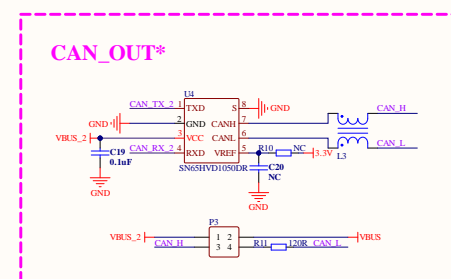 CAN_OUT*
U4
CAN_TX_2 1 TXD S 8 GND
GND 2 GND CANH 7 CAN_H
VBUS_2 3 VCC CANL 6 CAN_L
CAN_RX_2 4 RXD VREF 5 R10 NC 3.3V L3
C19
0.1uF
SN65HVD1050DR
C20
NC
GND
GND
P3
VBUS_2 1 2 VBUS
CAN_H 3 4 R11 120R CAN_L